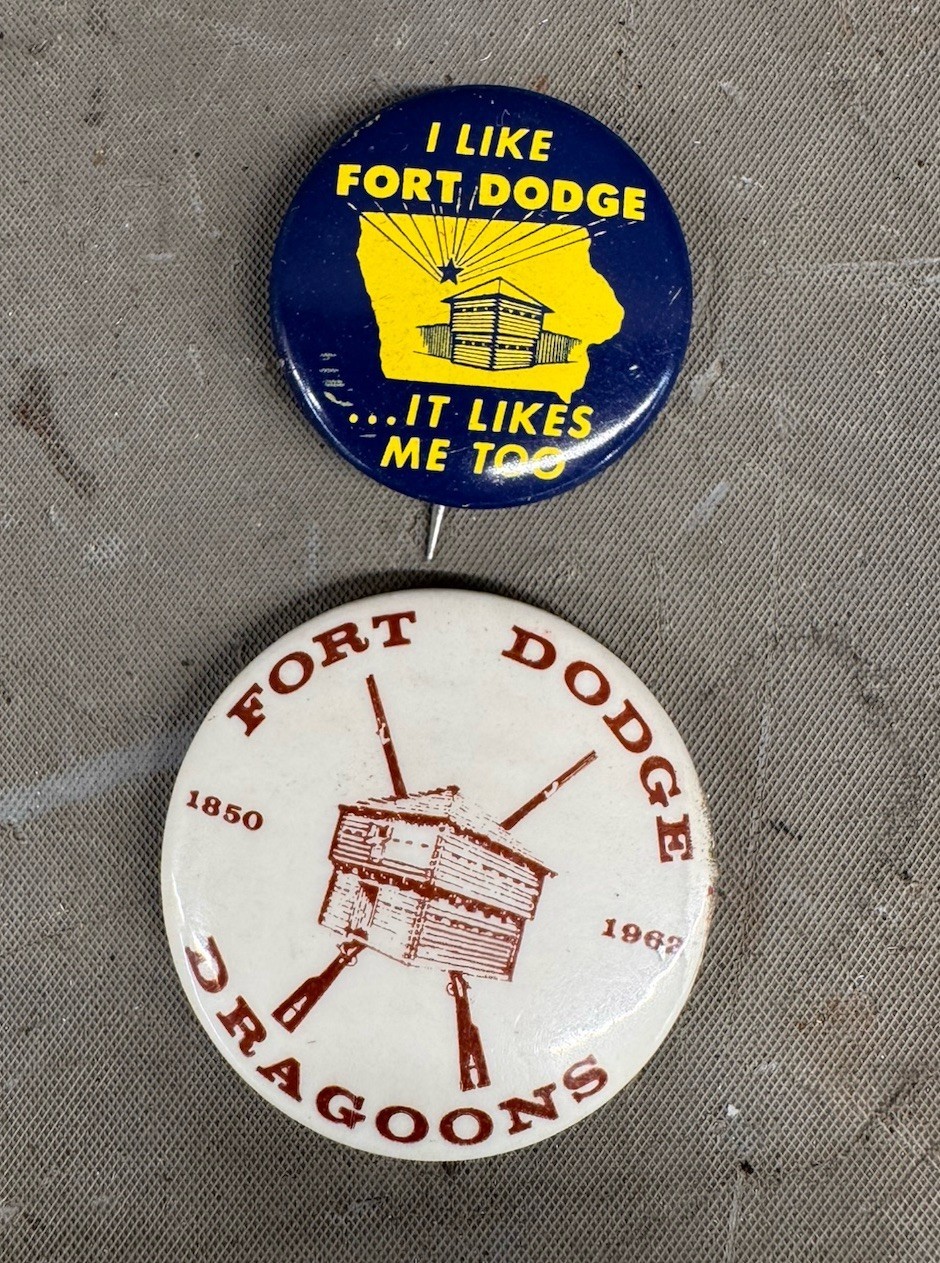 I LIKE
FORT DODGE
...IT LIKES
ME TOO
FORT DODGE
1850
1962
DRAGOONS